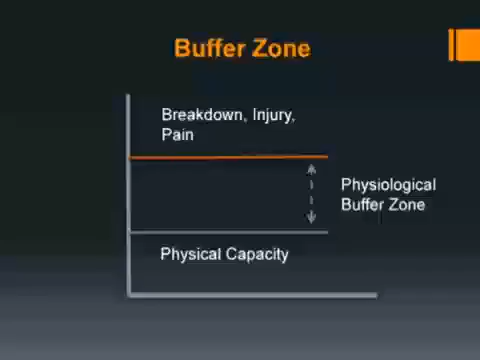 Buffer Zone
Breakdown, Injury,
Pain
Physiological
Buffer Zone
Physical Capacity